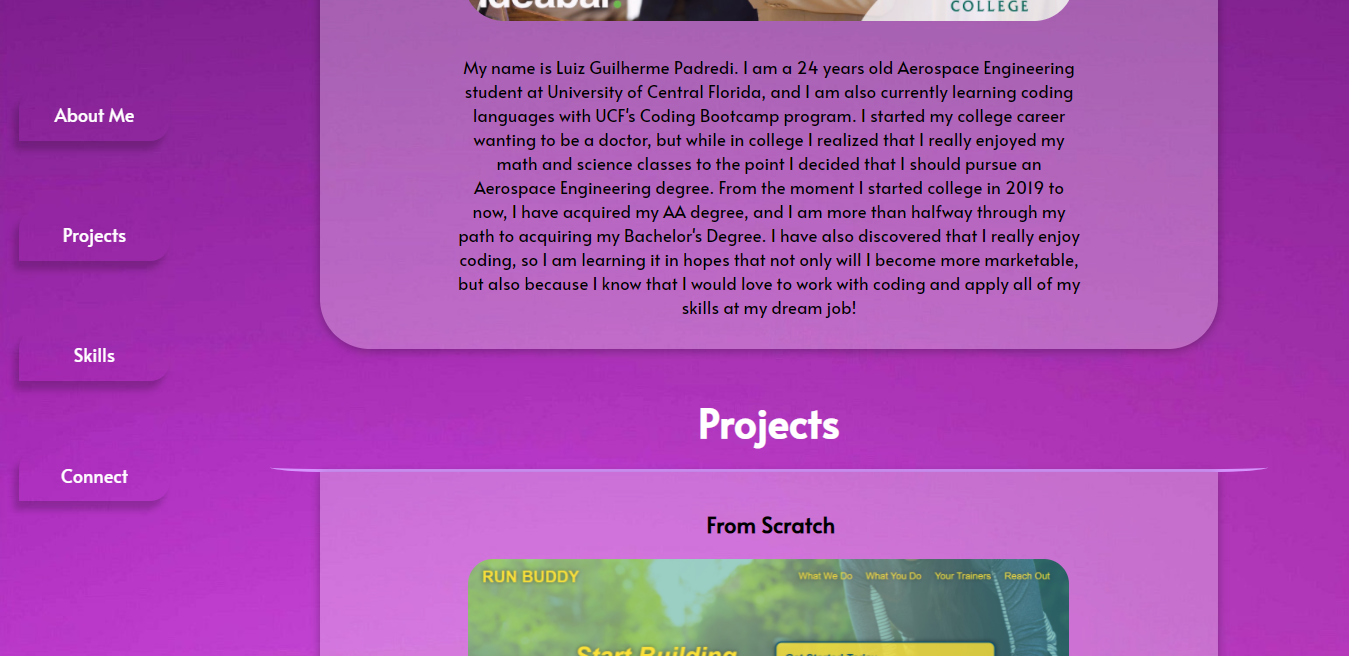 ideabar.
COLLEGE
My name is Luiz Guilherme Padredi. I am a 24 years old Aerospace Engineering
student at University of Central Florida, and I am also currently learning coding
languages with UCF's Coding Bootcamp program. I started my college career
wanting to be a doctor, but while in college I realized that I really enjoyed my
math and science classes to the point I decided that I should pursue an
Aerospace Engineering degree. From the moment I started college in 2019 to
now, I have acquired my AA degree, and I am more than halfway through my
path to acquiring my Bachelor's Degree. I have also discovered that I really enjoy
coding, so I am learning it in hopes that not only will I become more marketable,
but also because I know that I would love to work with coding and apply all of my
skills at my dream job!
About Me
Projects
Skills
Connect
Projects
From Scratch
RUN BUDDY
What We Do What You Do Your Trainers Reach Out
Start Building
Get Started Today